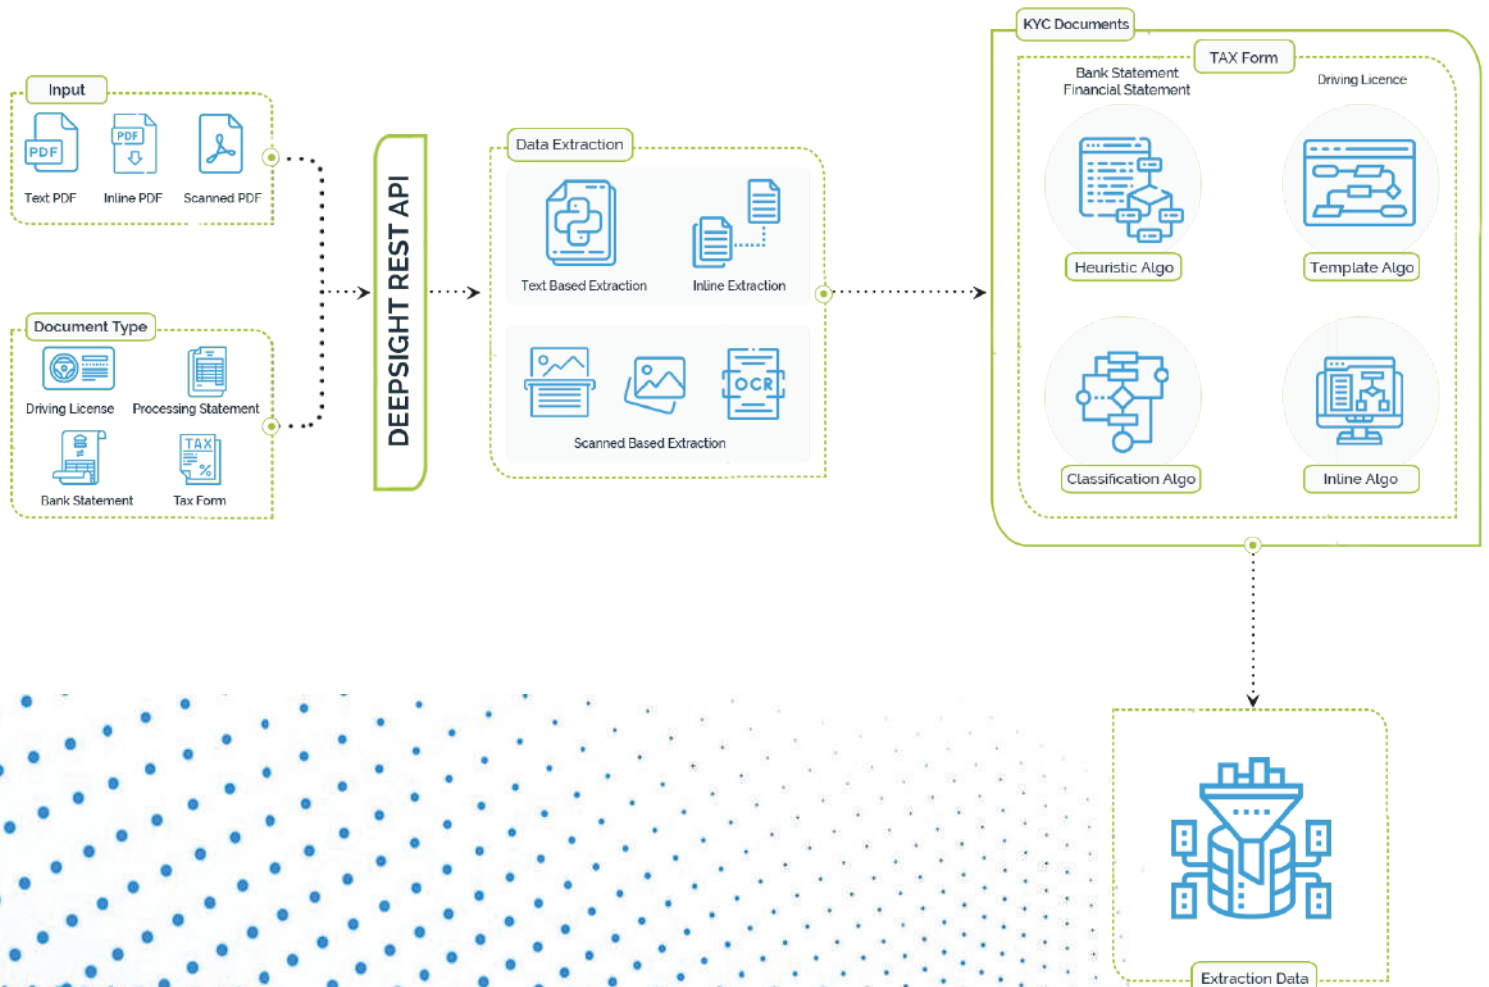 Input
PDF
PDF
Text PDF
Inline PDF
Scanned PDF
Document Type
Driving License
Processing Statement
TAX
%
Bank Statement
Tax Form
DEEPSIGHT REST API
Data Extraction
Text Based Extraction
Inline Extraction
OCR
Scanned Based Extraction
KYC Documents
TAX Form
Bank Statement
Financial Statement
Driving Licence
Heuristic Algo
Template Algo
Classification Algo
Inline Algo
Extraction Data